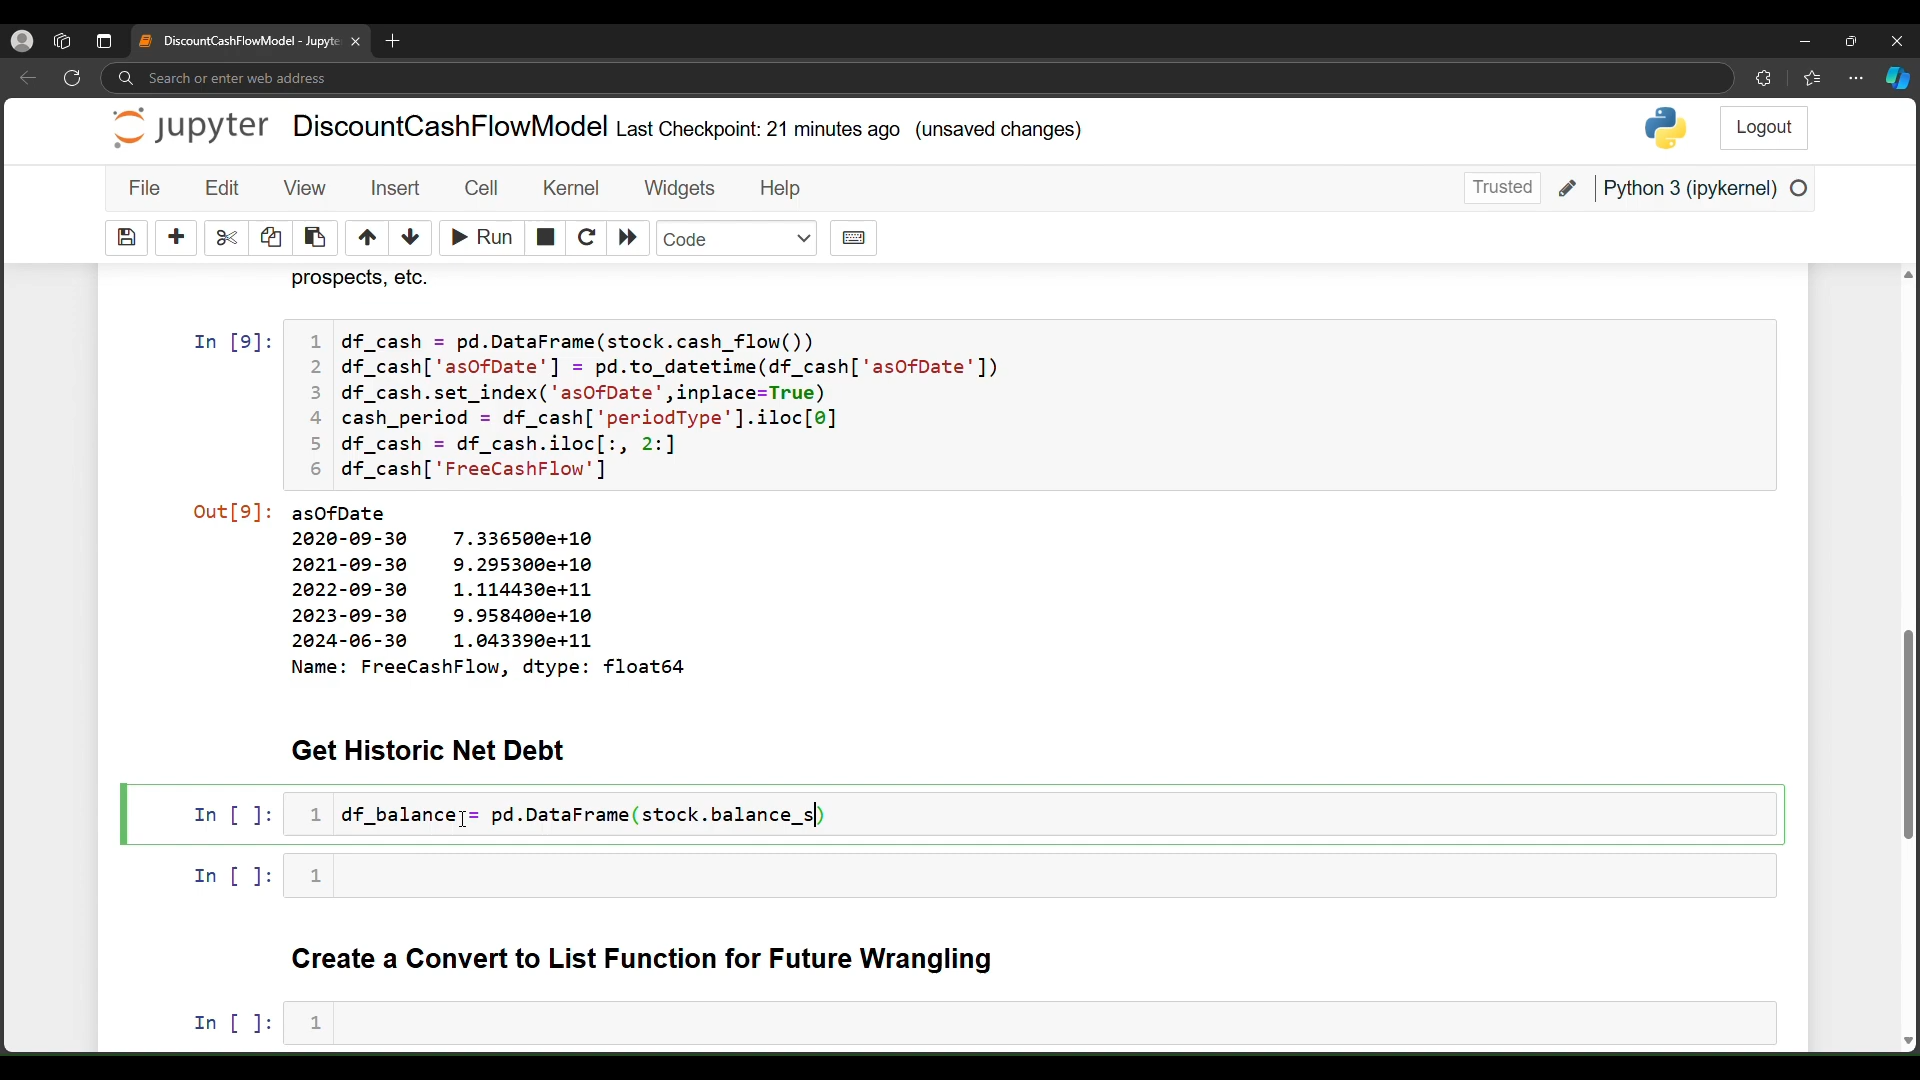 DiscountCashFlowModel - Jupyte
Search or enter web address
jupyter DiscountCashFlowModel Last Checkpoint: 21 minutes ago (unsaved changes)
Logout
File Edit View Insert Cell Kernel Widgets Help
Trusted Python 3 (ipykernel)
Run Code
prospects, etc.
In [9]: 1 df_cash = pd.DataFrame(stock.cash_flow())
2 df_cash['asOfDate'] = pd.to_datetime(df_cash['asOfDate'])
3 df_cash.set_index('asOfDate',inplace=True)
4 cash_period = df_cash['periodType'].iloc[0]
5 df_cash = df_cash.iloc[:, 2:]
6 df_cash['FreeCashFlow']
Out[9]: asOfDate
2020-09-30 7.336500e+10
2021-09-30 9.295300e+10
2022-09-30 1.114430e+11
2023-09-30 9.958400e+10
2024-06-30 1.043390e+11
Name: FreeCashFlow, dtype: float64
Get Historic Net Debt
In [ ]: 1 df_balance = pd.DataFrame(stock.balance_s)
In [ ]: 1
Create a Convert to List Function for Future Wrangling
In [ ]: 1